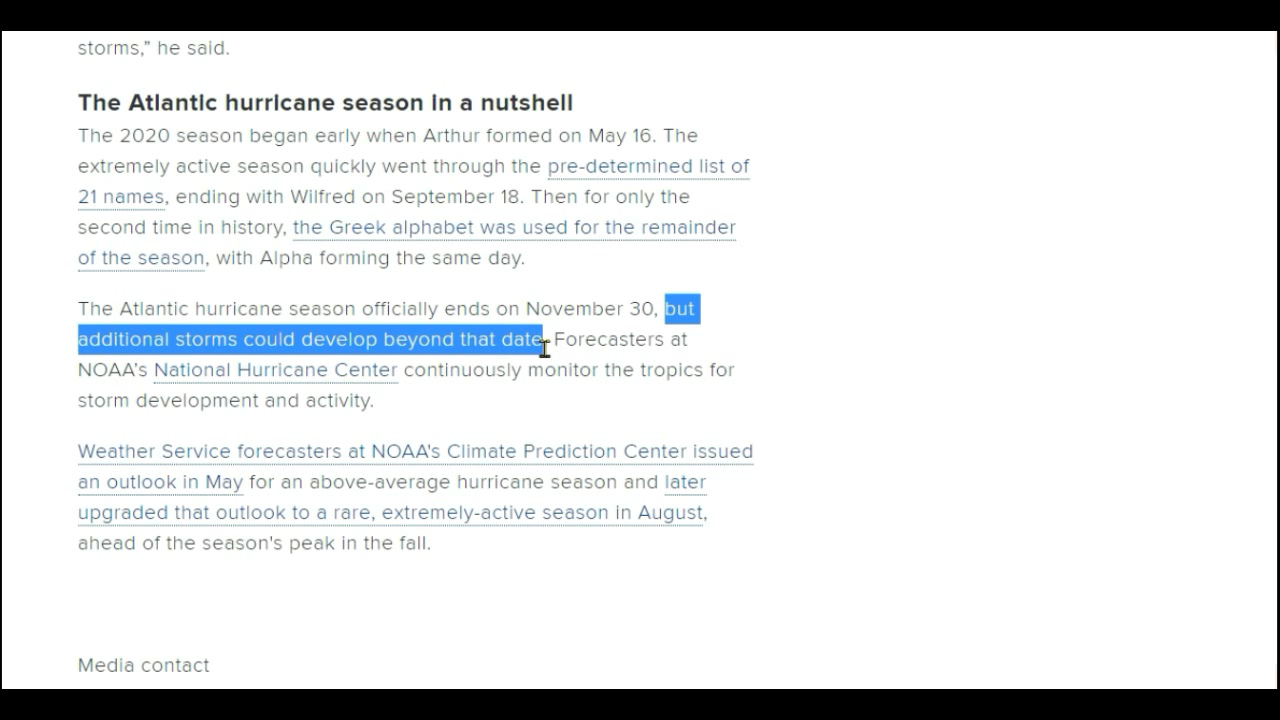 storms,” he said.
The Atlantic hurricane season in a nutshell
The 2020 season began early when Arthur formed on May 16. The
extremely active season quickly went through the pre-determined list of
21 names, ending with Wilfred on September 18. Then for only the
second time in history, the Greek alphabet was used for the remainder
of the season, with Alpha forming the same day.
The Atlantic hurricane season officially ends on November 30, but
additional storms could develop beyond that date. Forecasters at
NOAA's National Hurricane Center continuously monitor the tropics for
storm development and activity.
Weather Service forecasters at NOAA's Climate Prediction Center issued
an outlook in May for an above-average hurricane season and later
upgraded that outlook to a rare, extremely-active season in August,
ahead of the season's peak in the fall.
Media contact